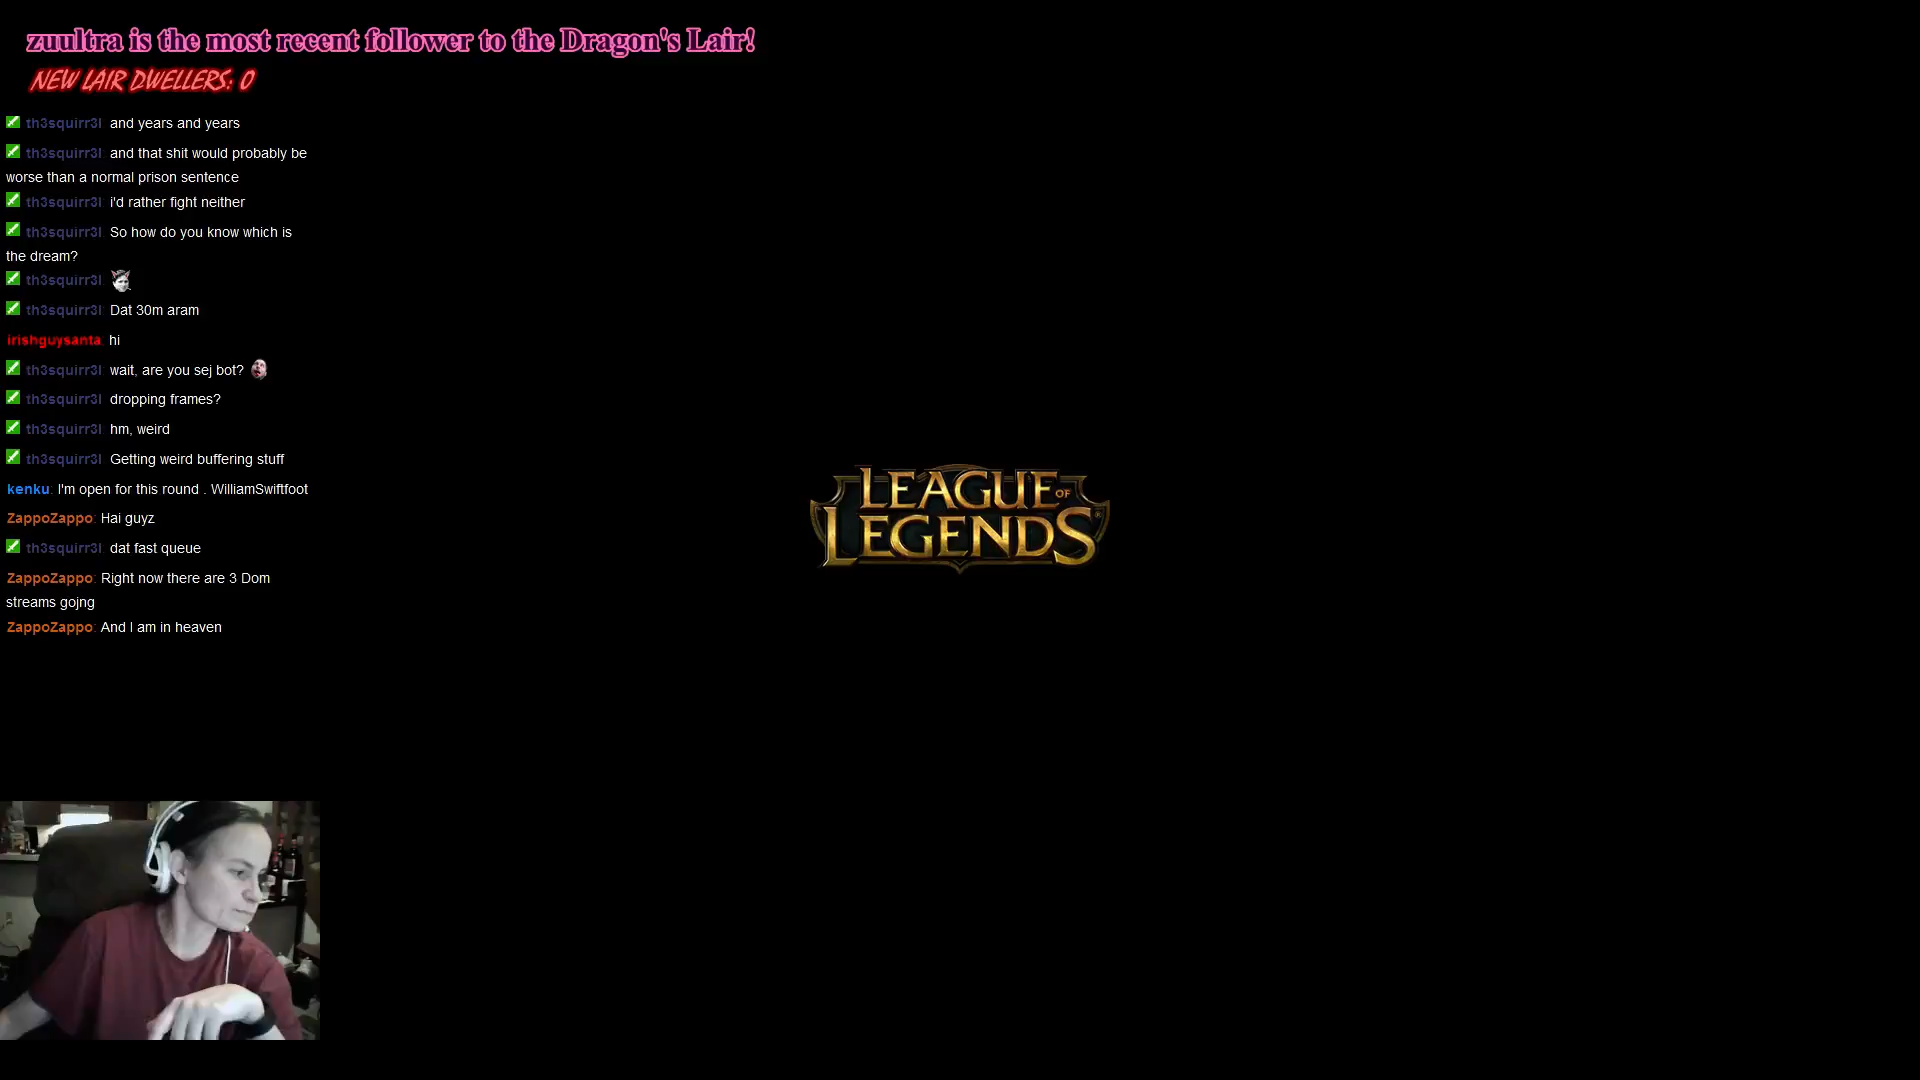 zuultra is the most recent follower to the Dragon's Lair!
NEW LAIR DWELLERS: 0
th3squirr3l: and years and years
th3squirr3l: and that shit would probably be
worse than a normal prison sentence
th3squirr3l: i'd rather fight neither
th3squirr3l: So how do you know which is
the dream?
th3squirr3l:
th3squirr3l: Dat 30m aram
irishguysanta: hi
th3squirr3l: wait, are you sej bot?
th3squirr3l: dropping frames?
th3squirr3l: hm, weird
th3squirr3l: Getting weird buffering stuff
kenku: I'm open for this round . WilliamSwiftfoot
ZappoZappo: Hai guyz
th3squirr3l: dat fast queue
ZappoZappo: Right now there are 3 Dom
streams gojng
ZappoZappo: And I am in heaven
LEAGUE OF
LEGENDS®